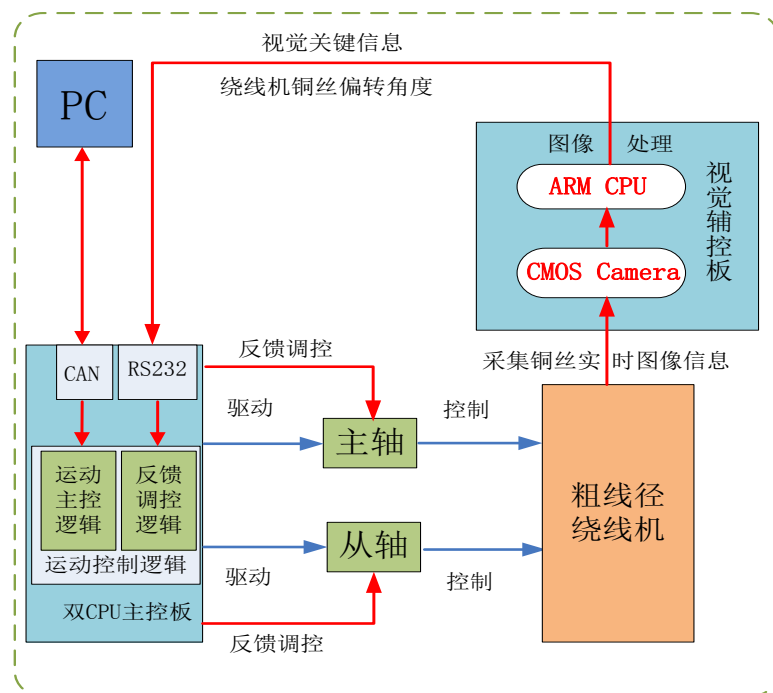 视觉关键信息
绕线机铜丝偏转角度
PC
图像 处理
ARM CPU
CMOS Camera
视觉辅控板
采集铜丝实时图像信息
CAN
RS232
反馈调控
驱动
主轴
控制
运动
主控
逻辑
反馈
调控
逻辑
运动控制逻辑
双CPU主控板
驱动
从轴
控制
反馈调控
粗线径
绕线机